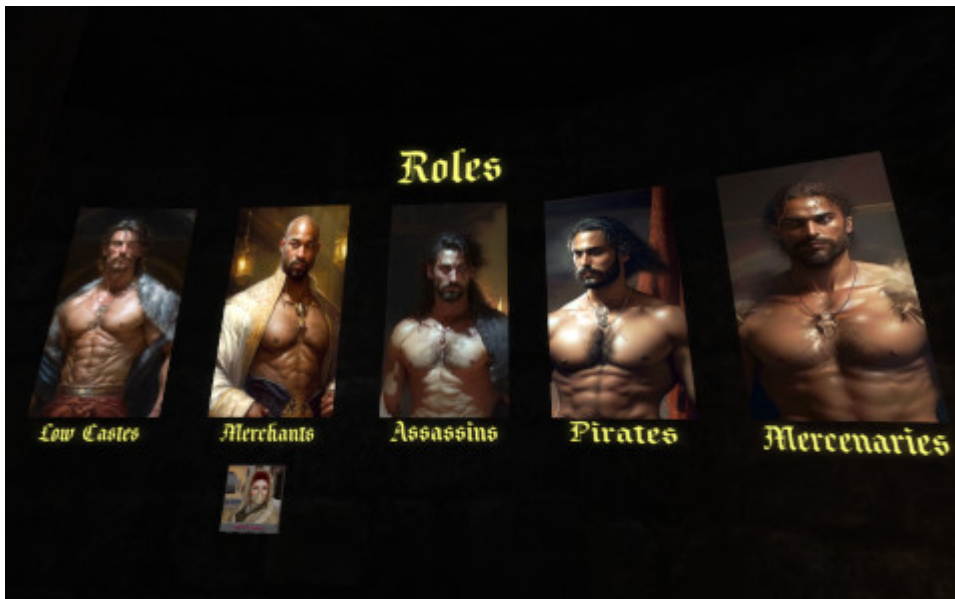 Roles
Low Castes
Merchants
Assassins
Pirates
Mercenaries